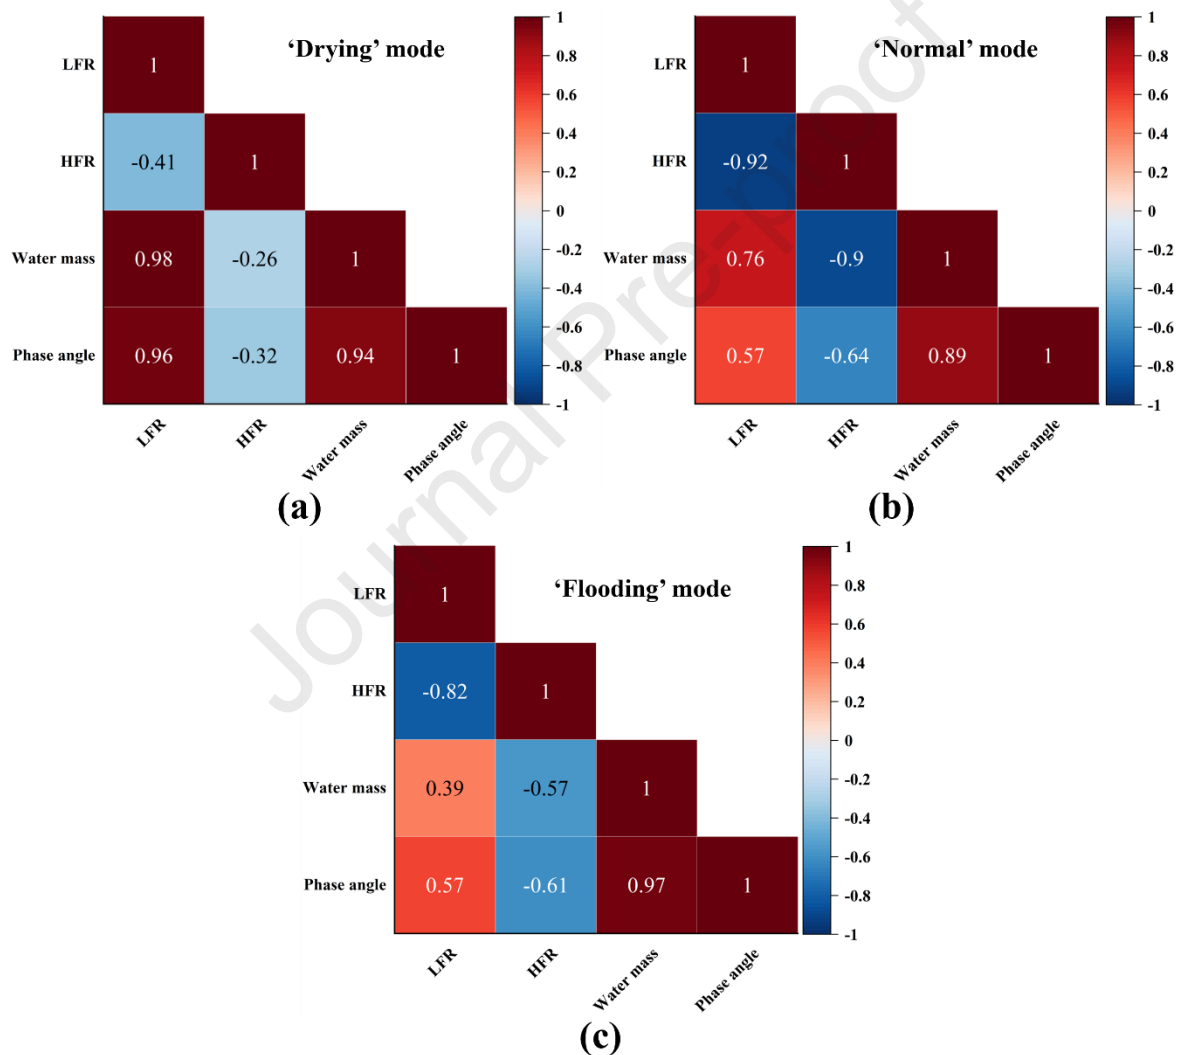 'Drying' mode
LFR
1
HFR
-0.41
1
Water mass
0.98
-0.26
1
Phase angle
0.96
-0.32
0.94
1
LFR
HFR
Water mass
Phase angle
1
0.8
0.6
0.4
0.2
0
-0.2
-0.4
-0.6
-0.8
-1
(a)
'Normal' mode
LFR
1
HFR
-0.92
1
Water mass
0.76
-0.9
1
Phase angle
0.57
-0.64
0.89
1
LFR
HFR
Water mass
Phase angle
1
0.8
0.6
0.4
0.2
0
-0.2
-0.4
-0.6
-0.8
-1
(b)
'Flooding' mode
LFR
1
HFR
-0.82
1
Water mass
0.39
-0.57
1
Phase angle
0.57
-0.61
0.97
1
LFR
HFR
Water mass
Phase angle
1
0.8
0.6
0.4
0.2
0
-0.2
-0.4
-0.6
-0.8
-1
(c)
Journal Pre-proof